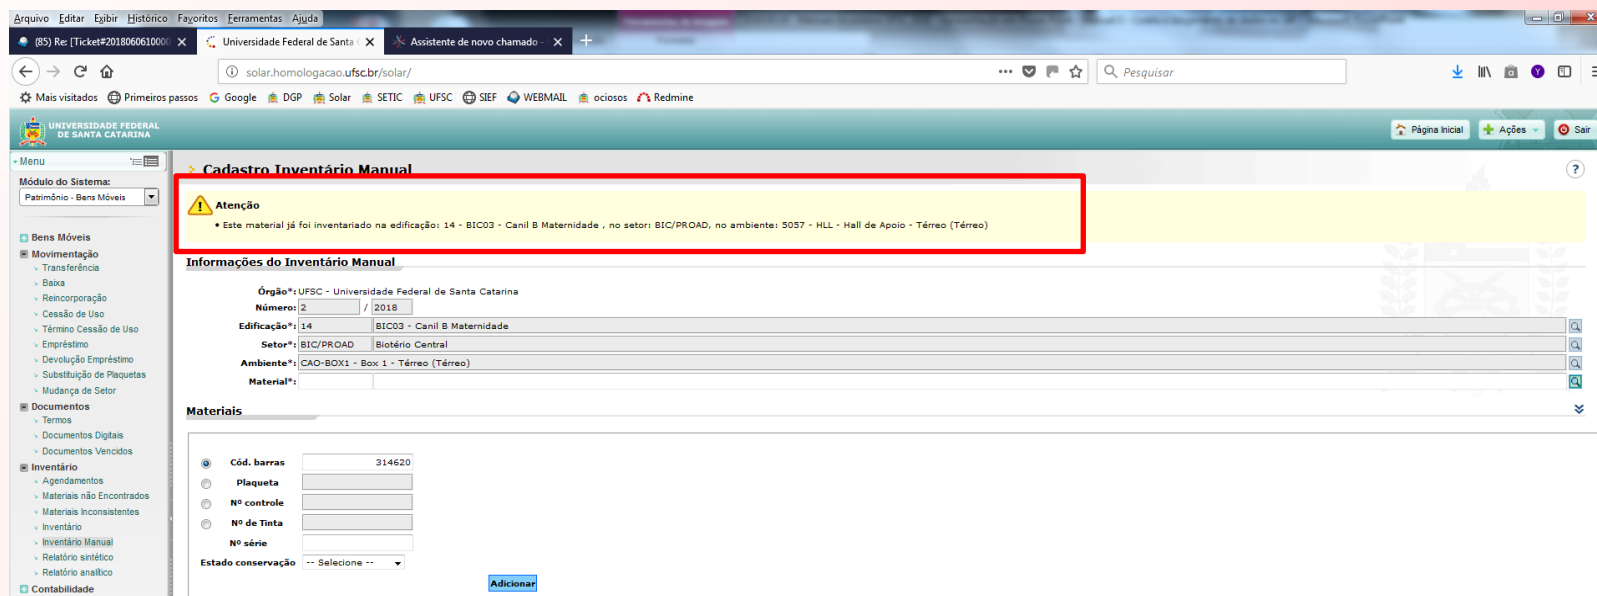 Arquivo Editar Exibir Histórico Favoritos Ferramentas Ajuda
(85) Re: [Ticket#2018060610000 X Universidade Federal de Santa C X Assistente de novo chamado - X +
solar.homologacao.ufsc.br/solar/ Pesquisar
Mais visitados Primeiros passos Google DGP Solar SETIC UFSC SIEF WEBMAIL ociosos Redmine
UNIVERSIDADE FEDERAL
DE SANTA CATARINA
Página Inicial Ações Sair
Menu
Módulo do Sistema:
Patrimônio - Bens Móveis
Bens Móveis
Movimentação
Transferência
Baixa
Reincorporação
Cessão de Uso
Término Cessão de Uso
Empréstimo
Devolução Empréstimo
Substituição de Plaquetas
Mudança de Setor
Documentos
Termos
Documentos Digitais
Documentos Vencidos
Inventário
Agendamentos
Materiais não Encontrados
Materiais Inconsistentes
Inventário
Inventário Manual
Relatório sintético
Relatório analítico
Contabilidade
Cadastro Inventário Manual
?
Atenção
• Este material já foi inventariado na edificação: 14 - BIC03 - Canil B Maternidade , no setor: BIC/PROAD, no ambiente: 5057 - HLL - Hall de Apoio - Térreo (Térreo)
Informações do Inventário Manual
Órgão*: UFSC - Universidade Federal de Santa Catarina
Número: 2 / 2018
Edificação*: 14 BIC03 - Canil B Maternidade
Setor*: BIC/PROAD Biotério Central
Ambiente*: CAO-BOX1 - Box 1 - Térreo (Térreo)
Material*:
Materiais
Cód. barras 314620
Plaqueta
Nº controle
Nº de Tinta
Nº série
Estado conservação -- Selecione --
Adicionar